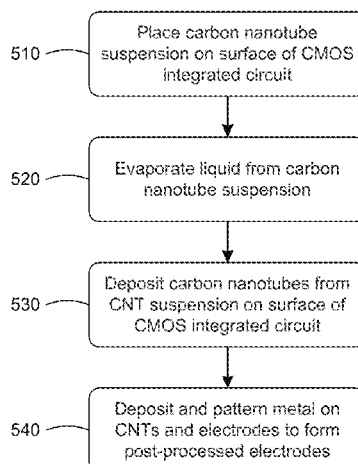 510
Place carbon nanotube
suspension on surface of CMOS
integrated circuit
520
Evaporate liquid from carbon
nanotube suspension
530
Deposit carbon nanotubes from
CNT suspension on surface of
CMOS integrated circuit
540
Deposit and pattern metal on
CNTs and electrodes to form
post-processed electrodes